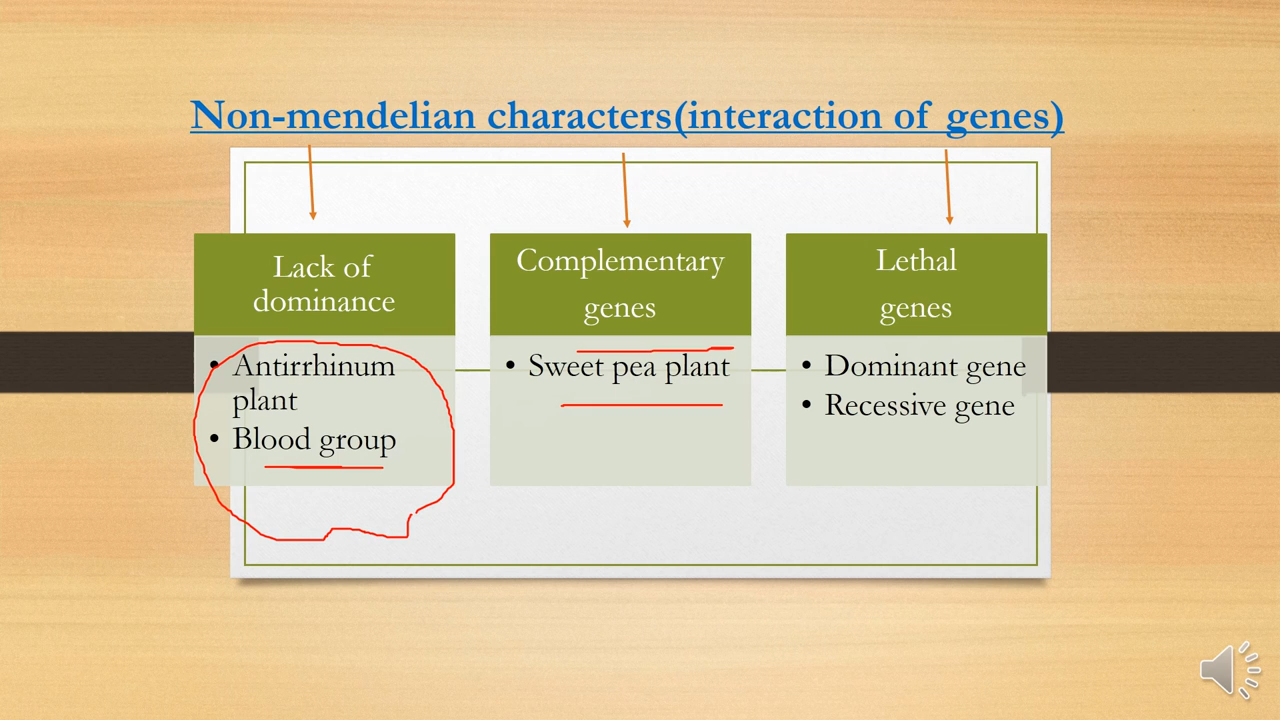 Non-mendelian characters(interaction of genes)
Lack of
dominance
• Antirrhinum
plant
• Blood group
Complementary
genes
• Sweet pea plant
Lethal
genes
• Dominant gene
• Recessive gene